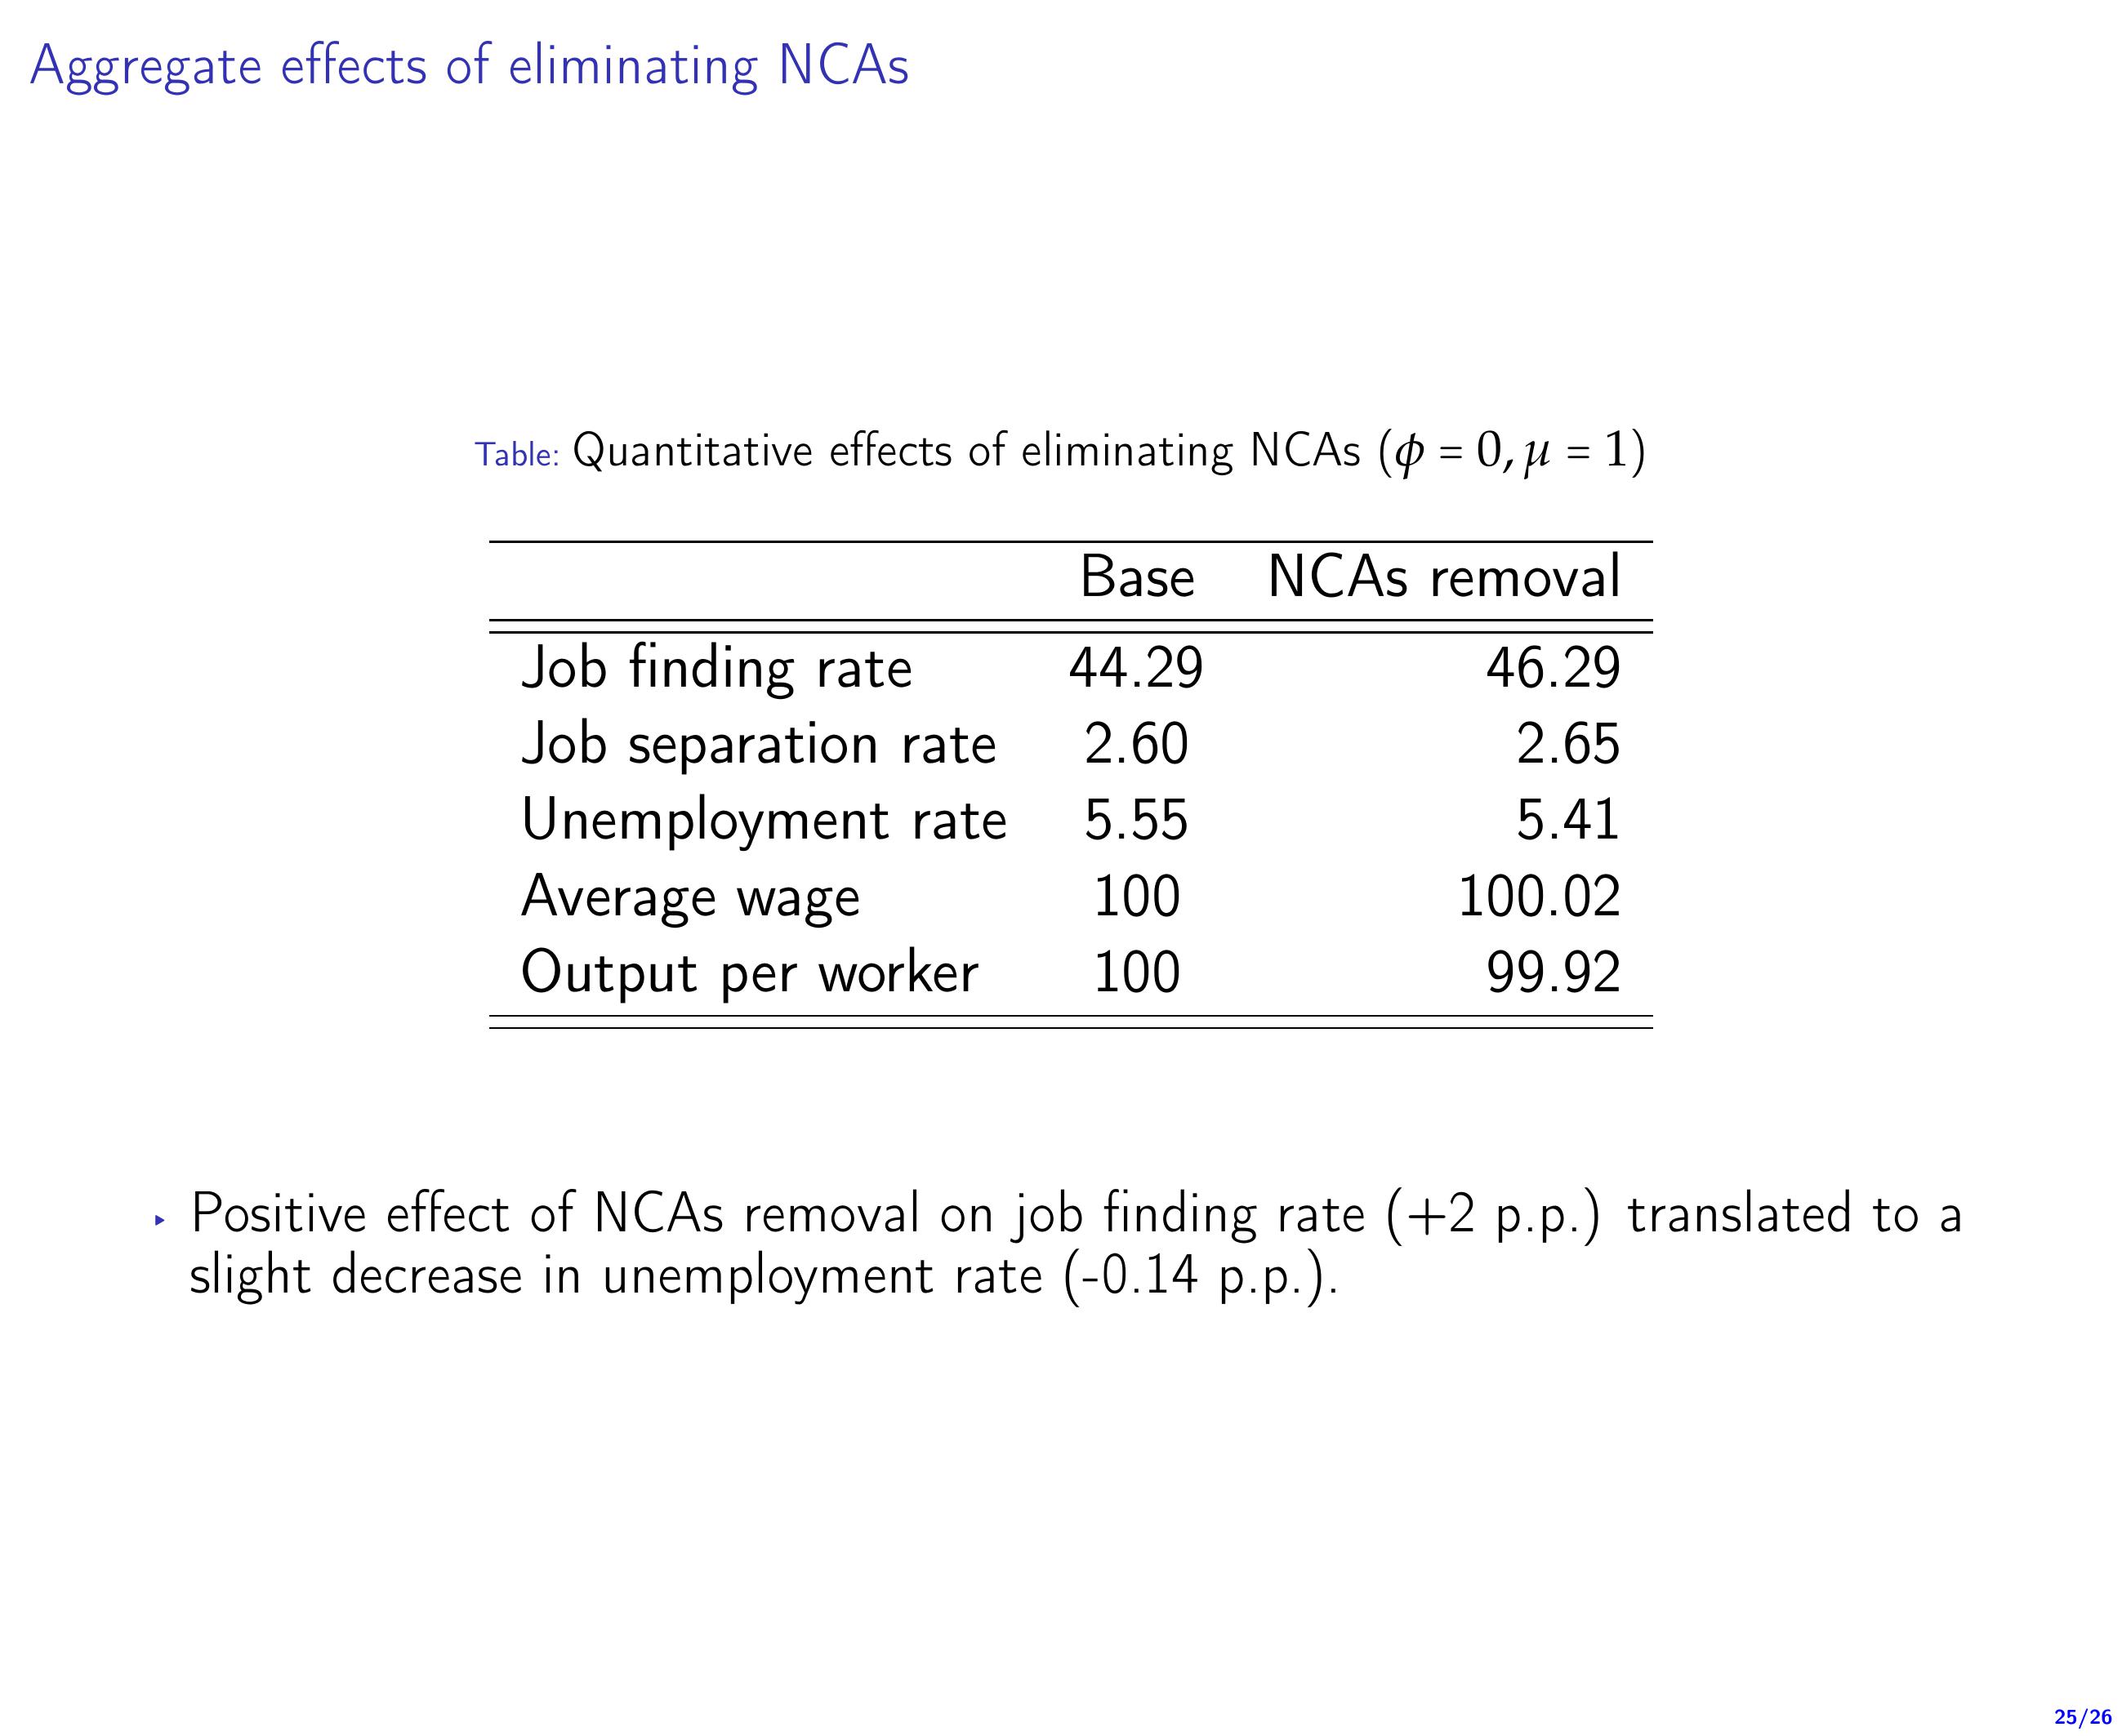 Aggregate effects of eliminating NCAs
Table: Quantitative effects of eliminating NCAs (ϕ = 0, μ = 1)
Base NCAs removal
Job finding rate 44.29 46.29
Job separation rate 2.60 2.65
Unemployment rate 5.55 5.41
Average wage 100 100.02
Output per worker 100 99.92
▸ Positive effect of NCAs removal on job finding rate (+2 p.p.) translated to a
slight decrease in unemployment rate (-0.14 p.p.).
25/26